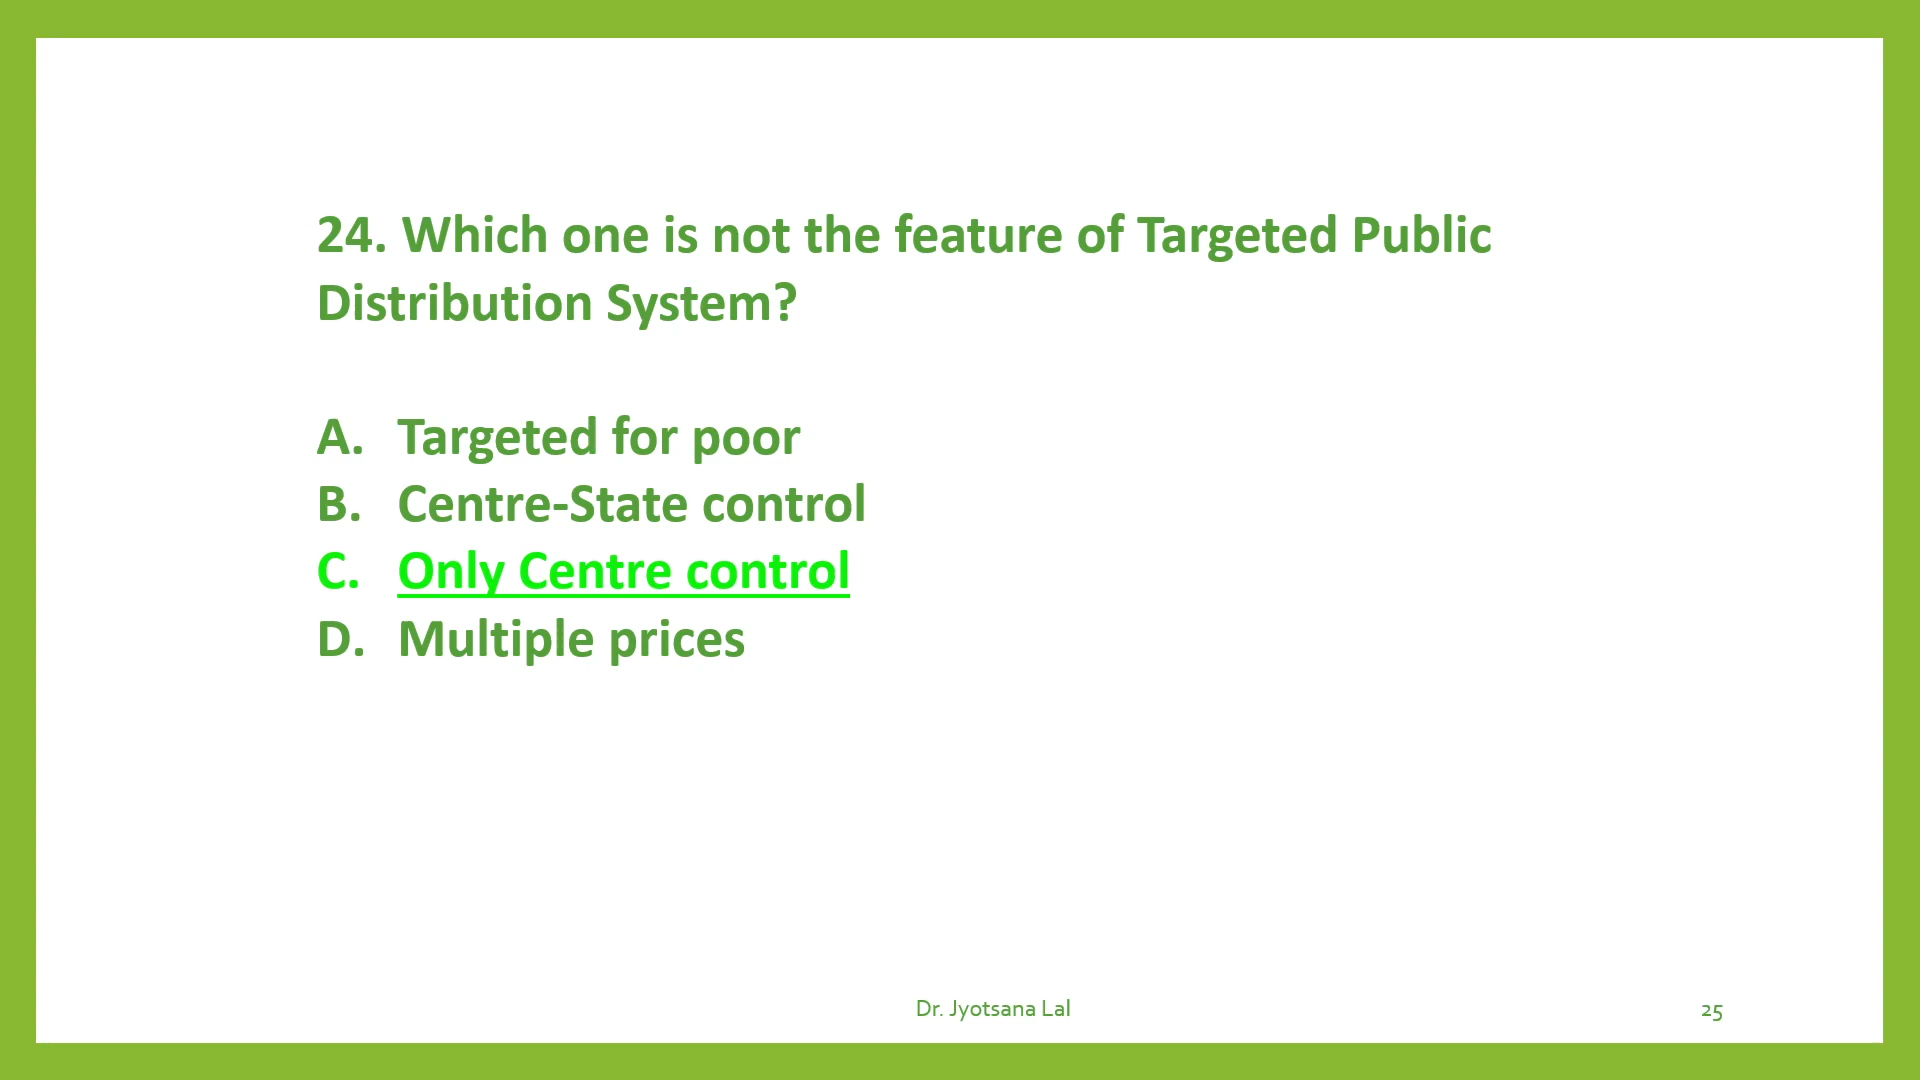 24. Which one is not the feature of Targeted Public
Distribution System?
A. Targeted for poor
B. Centre-State control
C. Only Centre control
D. Multiple prices
Dr. Jyotsana Lal
25